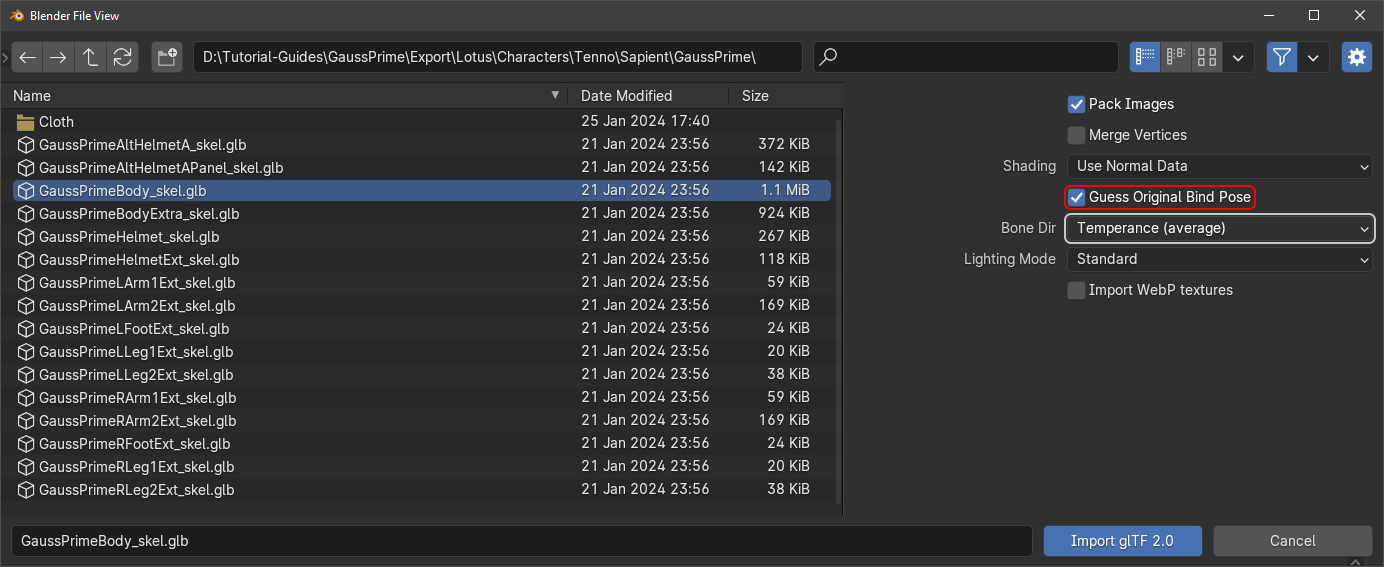 Blender File View
D:\Tutorial-Guides\GaussPrime\Export\Lotus\Characters\Tenno\Sapient\GaussPrime\
Name Date Modified Size
Cloth 25 Jan 2024 17:40
GaussPrimeAltHelmetA_skel.glb 21 Jan 2024 23:56 372 KiB
GaussPrimeAltHelmetAPanel_skel.glb 21 Jan 2024 23:56 142 KiB
GaussPrimeBody_skel.glb 21 Jan 2024 23:56 1.1 MiB
GaussPrimeBodyExtra_skel.glb 21 Jan 2024 23:56 924 KiB
GaussPrimeHelmet_skel.glb 21 Jan 2024 23:56 267 KiB
GaussPrimeHelmetExt_skel.glb 21 Jan 2024 23:56 118 KiB
GaussPrimeLArm1Ext_skel.glb 21 Jan 2024 23:56 59 KiB
GaussPrimeLArm2Ext_skel.glb 21 Jan 2024 23:56 169 KiB
GaussPrimeLFootExt_skel.glb 21 Jan 2024 23:56 24 KiB
GaussPrimeLLeg1Ext_skel.glb 21 Jan 2024 23:56 20 KiB
GaussPrimeLLeg2Ext_skel.glb 21 Jan 2024 23:56 38 KiB
GaussPrimeRArm1Ext_skel.glb 21 Jan 2024 23:56 59 KiB
GaussPrimeRArm2Ext_skel.glb 21 Jan 2024 23:56 169 KiB
GaussPrimeRFootExt_skel.glb 21 Jan 2024 23:56 24 KiB
GaussPrimeRLeg1Ext_skel.glb 21 Jan 2024 23:56 20 KiB
GaussPrimeRLeg2Ext_skel.glb 21 Jan 2024 23:56 38 KiB
Pack Images
Merge Vertices
Shading Use Normal Data
Guess Original Bind Pose
Bone Dir Temperance (average)
Lighting Mode Standard
Import WebP textures
GaussPrimeBody_skel.glb
Import glTF 2.0 Cancel